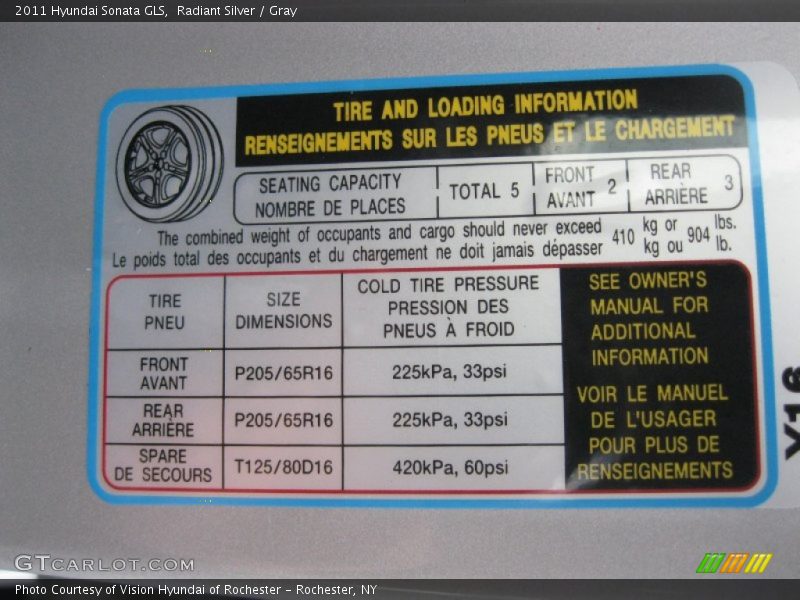 2011 Hyundai Sonata GLS, Radiant Silver / Gray
TIRE AND LOADING INFORMATION
RENSEIGNEMENTS SUR LES PNEUS ET LE CHARGEMENT
SEATING CAPACITY
NOMBRE DE PLACES
TOTAL 5
FRONT
AVANT 2
REAR
ARRIÈRE 3
The combined weight of occupants and cargo should never exceed 410 kg or 904 lbs.
Le poids total des occupants et du chargement ne doit jamais dépasser kg ou lb.
TIRE
PNEU
SIZE
DIMENSIONS
COLD TIRE PRESSURE
PRESSION DES
PNEUS À FROID
FRONT
AVANT
P205/65R16
225kPa, 33psi
REAR
ARRIÈRE
P205/65R16
225kPa, 33psi
SPARE
DE SECOURS
T125/80D16
420kPa, 60psi
SEE OWNER'S
MANUAL FOR
ADDITIONAL
INFORMATION
VOIR LE MANUEL
DE L'USAGER
POUR PLUS DE
RENSEIGNEMENTS
GTCARLOT.COM
Photo Courtesy of Vision Hyundai of Rochester - Rochester, NY